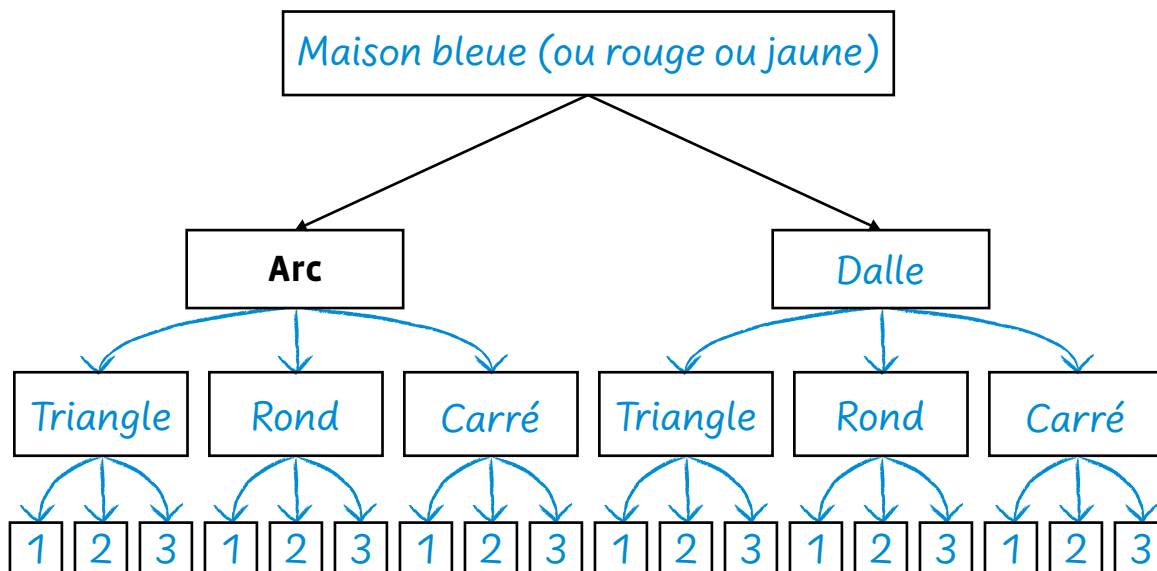 Maison bleue (ou rouge ou jaune)
Arc Dalle
Triangle Rond Carré Triangle Rond Carré
1 2 3 1 2 3 1 2 3 1 2 3 1 2 3 1 2 3